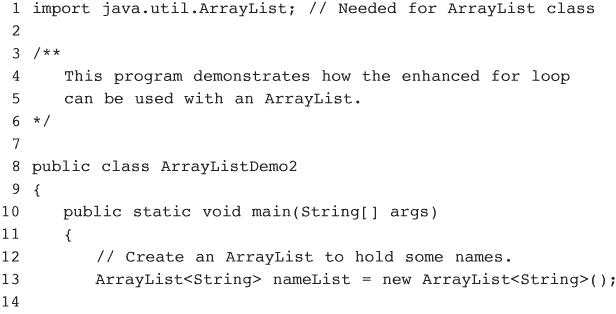 1 import java.util.ArrayList; // Needed for ArrayList class
2
3 /**
4    This program demonstrates how the enhanced for loop
5    can be used with an ArrayList.
6 */
7
8 public class ArrayListDemo2
9 {
10    public static void main(String[] args)
11    {
12       // Create an ArrayList to hold some names.
13       ArrayList<String> nameList = new ArrayList<String>();
14